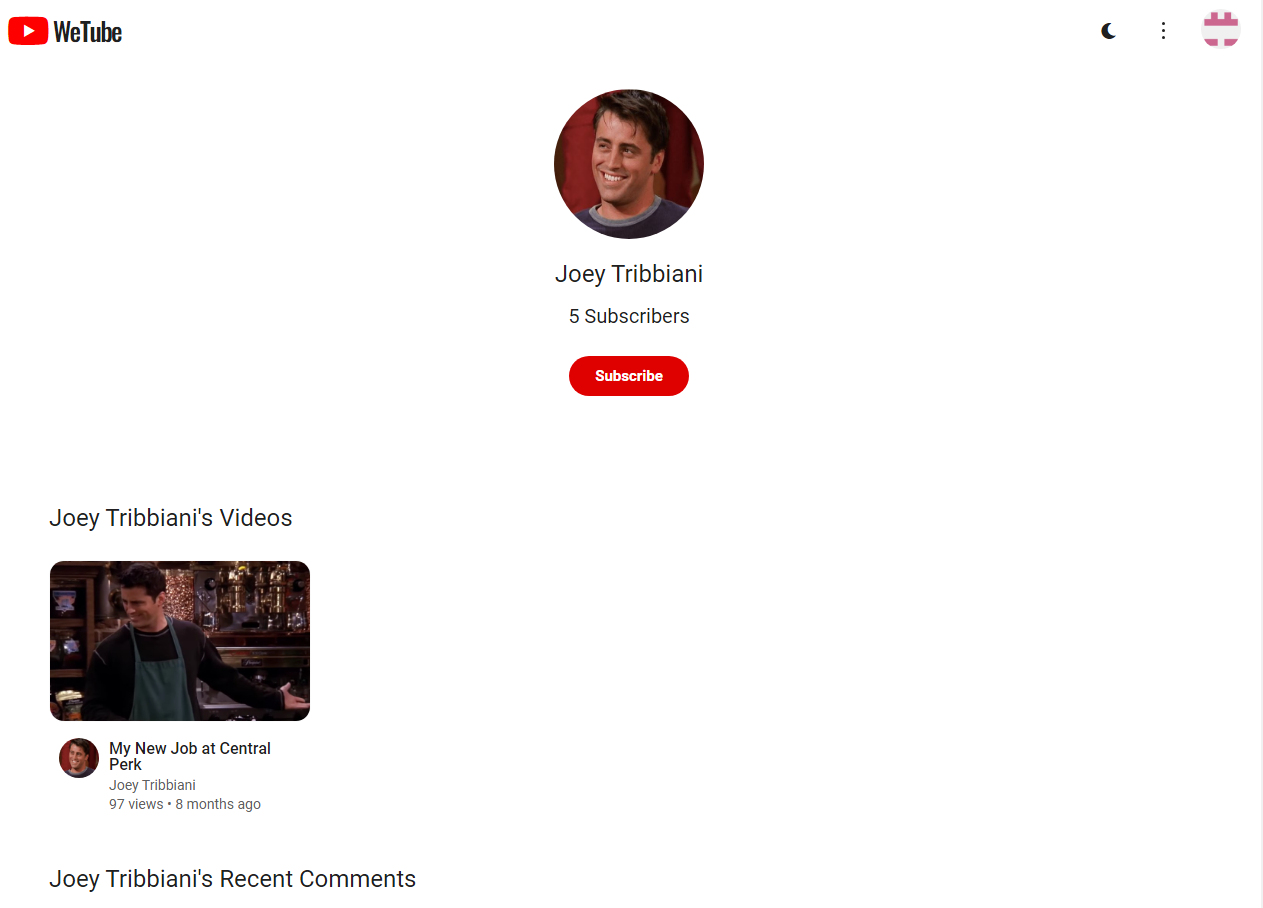 WeTube
Joey Tribbiani
5 Subscribers
Subscribe
Joey Tribbiani's Videos
My New Job at Central
Perk
Joey Tribbiani
97 views • 8 months ago
Joey Tribbiani's Recent Comments